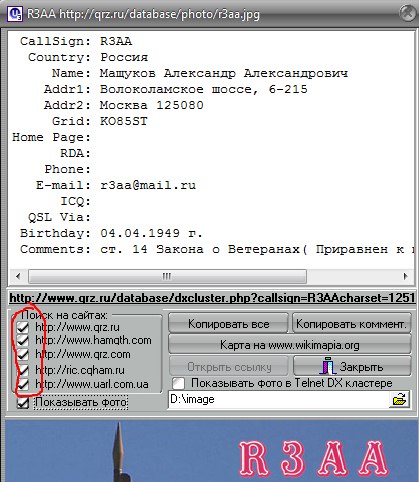 R3AA http://qrz.ru/database/photo/r3aa.jpg
CallSign: R3AA
Country: Россия
Name: Мащуков Александр Александрович
Addr1: Волоколамское шоссе, 6-215
Addr2: Москва 125080
Grid: KO85ST
Home Page:
RDA:
Phone:
E-mail: r3aa@mail.ru
ICQ:
QSL Via:
Birthday: 04.04.1949 г.
Comments: ст. 14 Закона о Ветеранах( Приравнен к
http://www.qrz.ru/database/dxcluster.php?callsign=R3AAcharset=1251
Поиск на сайтах:
http://www.qrz.ru
http://www.hamqth.com
http://www.qrz.com
http://ric.cqham.ru
http://www.uarl.com.ua
Показывать фото
Копировать все
Копировать коммент.
Карта на www.wikimapia.org
Открыть ссылку
Закрыть
Показывать фото в Telnet DX кластере
D:\image
R3AA